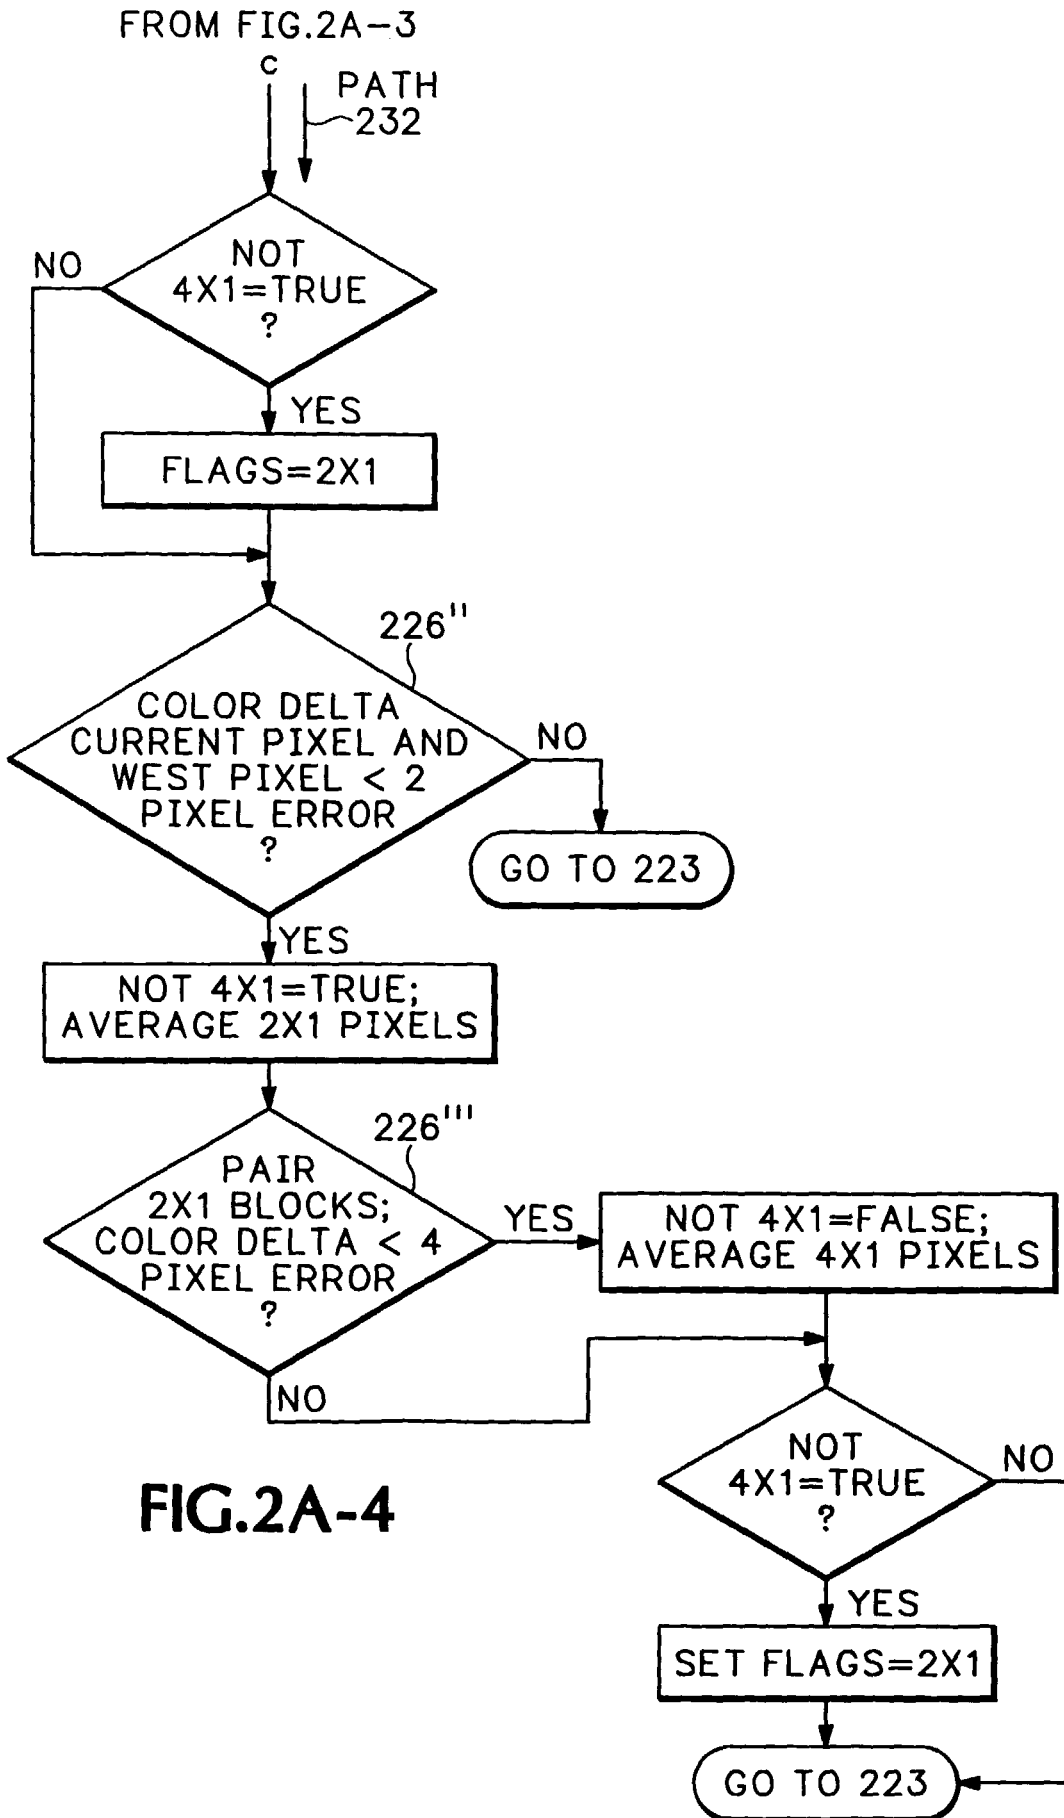 FROM FIG.2A-3
c
PATH
232
NOT
4X1=TRUE
?
NO
YES
FLAGS=2X1
226''
COLOR DELTA
CURRENT PIXEL AND
WEST PIXEL < 2
PIXEL ERROR
?
NO
GO TO 223
YES
NOT 4X1=TRUE;
AVERAGE 2X1 PIXELS
226'''
PAIR
2X1 BLOCKS;
COLOR DELTA < 4
PIXEL ERROR
?
YES
NOT 4X1=FALSE;
AVERAGE 4X1 PIXELS
NO
NOT
4X1=TRUE
?
NO
YES
SET FLAGS=2X1
GO TO 223
FIG.2A-4